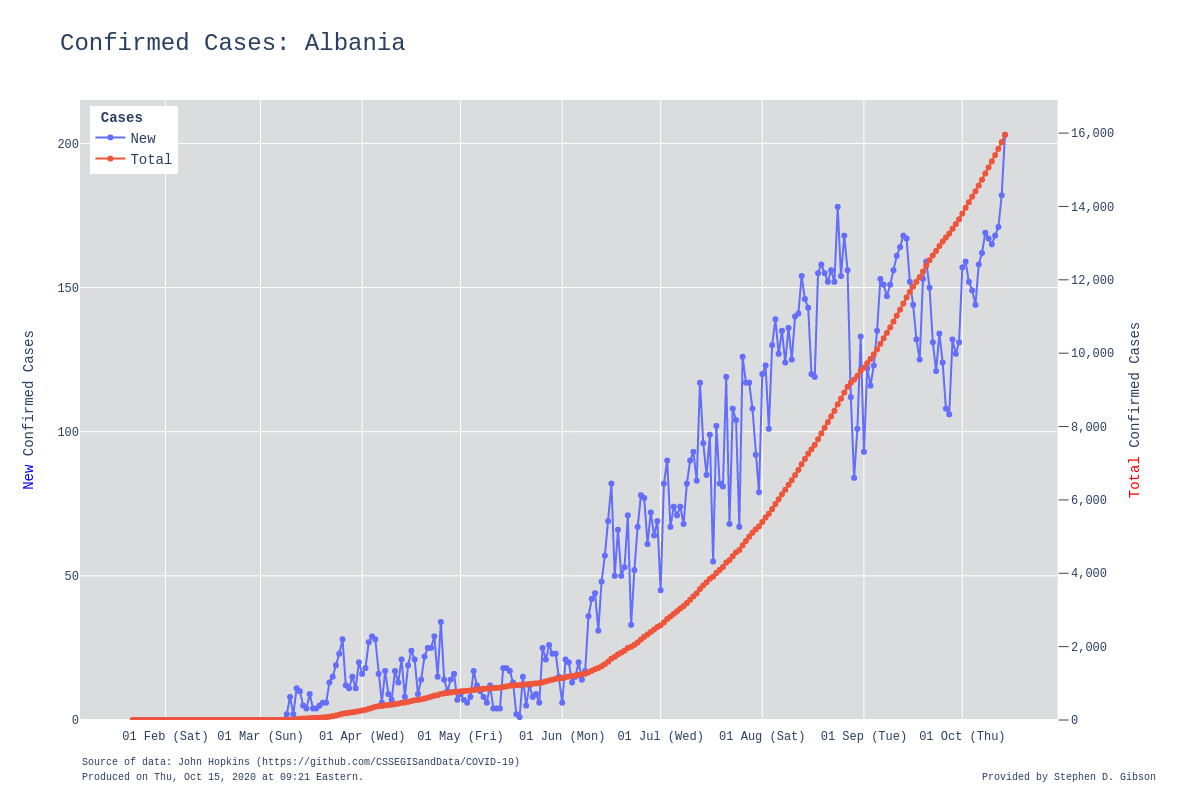 Confirmed Cases: Albania
Cases
New
Total
200
150
100
50
0
16,000
14,000
12,000
10,000
8,000
6,000
4,000
2,000
0
New Confirmed Cases
Total Confirmed Cases
01 Feb (Sat) 01 Mar (Sun) 01 Apr (Wed) 01 May (Fri) 01 Jun (Mon) 01 Jul (Wed) 01 Aug (Sat) 01 Sep (Tue) 01 Oct (Thu)
Source of data: John Hopkins (https://github.com/CSSEGISandData/COVID-19)
Produced on Thu, Oct 15, 2020 at 09:21 Eastern.
Provided by Stephen D. Gibson